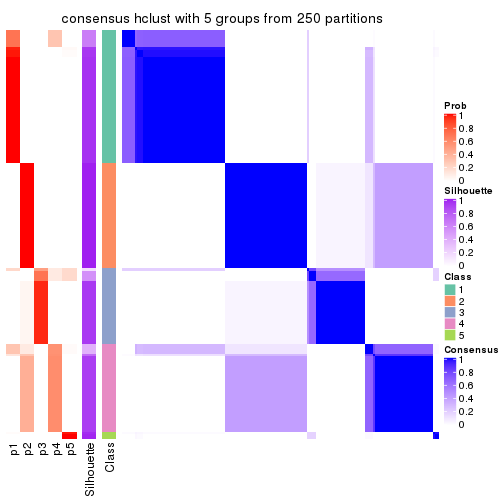 consensus hclust with 5 groups from 250 partitions
Prob
1
0.8
0.6
0.4
0.2
0
Silhouette
1
0.8
0.6
0.4
0.2
0
Class
1
2
3
4
5
Consensus
1
0.8
0.6
0.4
0.2
0
p1
p2
p3
p4
p5
Silhouette
Class